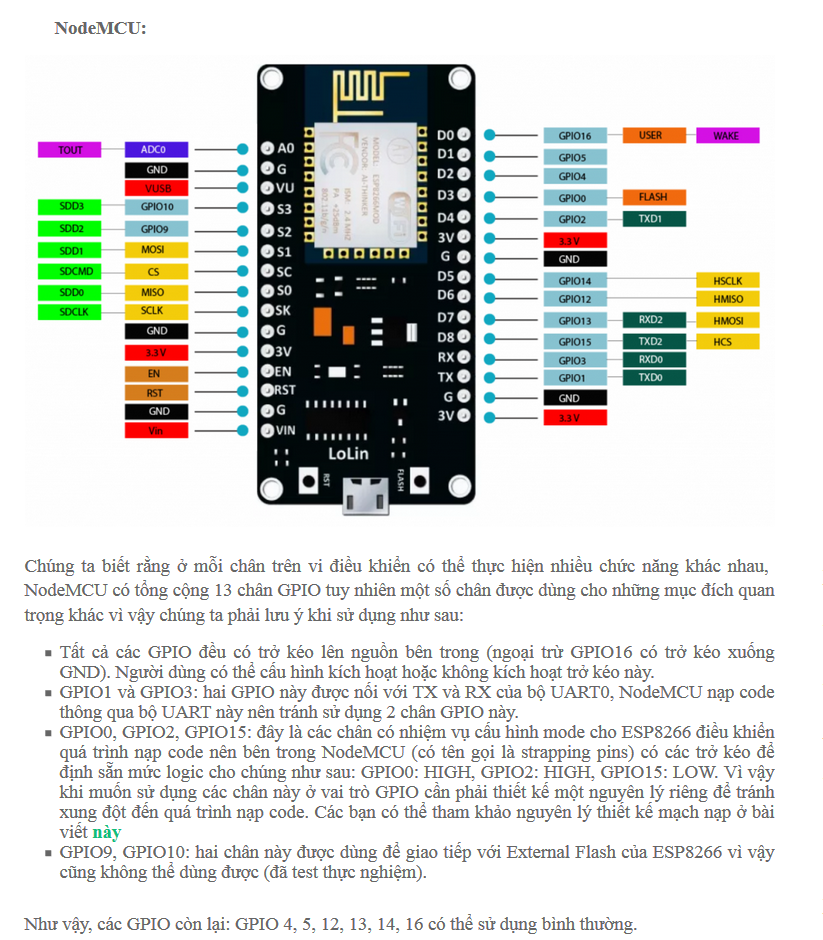 NodeMCU:
TOUT ADC0 A0
GND G
VUSB VU
SDD3 GPIO10 S3
SDD2 GPIO9 S2
SDD1 MOSI S1
SDCMD CS SC
SDD0 MISO S0
SDCLK SCLK SK
GND G
3.3V 3V
EN EN
RST RST
GND G
Vin VIN
MODEL ESP8266MOD
VENDOR AI-THINKER
ISM 2.4 MHZ
PA +25dBm
802.11b/g/n
Wi Fi
D0 GPIO16 USER WAKE
D1 GPIO5
D2 GPIO4
D3 GPIO0 FLASH
D4 GPIO2 TXD1
3V 3.3V
G GND
D5 GPIO14 HSCLK
D6 GPIO12 HMISO
D7 GPIO13 RXD2 HMOSI
D8 GPIO15 TXD2 HCS
RX GPIO3 RXD0
TX GPIO1 TXD0
G GND
3V 3.3V
LoLin
RST
FLASH
Chúng ta biết rằng ở mỗi chân trên vi điều khiển có thể thực hiện nhiều chức năng khác nhau,
NodeMCU có tổng cộng 13 chân GPIO tuy nhiên một số chân được dùng cho những mục đích quan
trọng khác vì vậy chúng ta phải lưu ý khi sử dụng như sau:
▪ Tất cả các GPIO đều có trở kéo lên nguồn bên trong (ngoại trừ GPIO16 có trở kéo xuống
GND). Người dùng có thể cấu hình kích hoạt hoặc không kích hoạt trở kéo này.
▪ GPIO1 và GPIO3: hai GPIO này được nối với TX và RX của bộ UART0, NodeMCU nạp code
thông qua bộ UART này nên tránh sử dụng 2 chân GPIO này.
▪ GPIO0, GPIO2, GPIO15: đây là các chân có nhiệm vụ cấu hình mode cho ESP8266 điều khiển
quá trình nạp code nên bên trong NodeMCU (có tên gọi là strapping pins) có các trở kéo để
định sẵn mức logic cho chúng như sau: GPIO0: HIGH, GPIO2: HIGH, GPIO15: LOW. Vì vậy
khi muốn sử dụng các chân này ở vai trò GPIO cần phải thiết kế một nguyên lý riêng để tránh
xung đột đến quá trình nạp code. Các bạn có thể tham khảo nguyên lý thiết kế mạch nạp ở bài
viết này
▪ GPIO9, GPIO10: hai chân này được dùng để giao tiếp với External Flash của ESP8266 vì vậy
cũng không thể dùng được (đã test thực nghiệm).
Như vậy, các GPIO còn lại: GPIO 4, 5, 12, 13, 14, 16 có thể sử dụng bình thường.